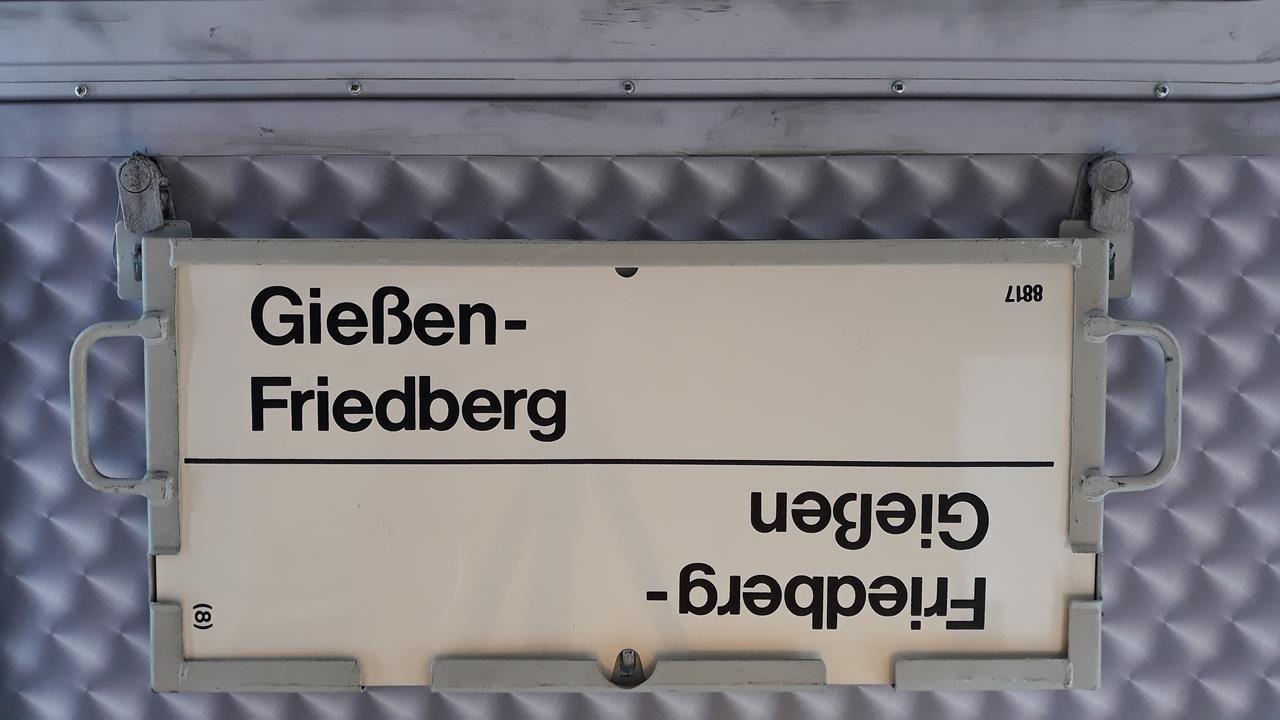 Gießen-
Friedberg
8817
Friedberg-
Gießen
(8)